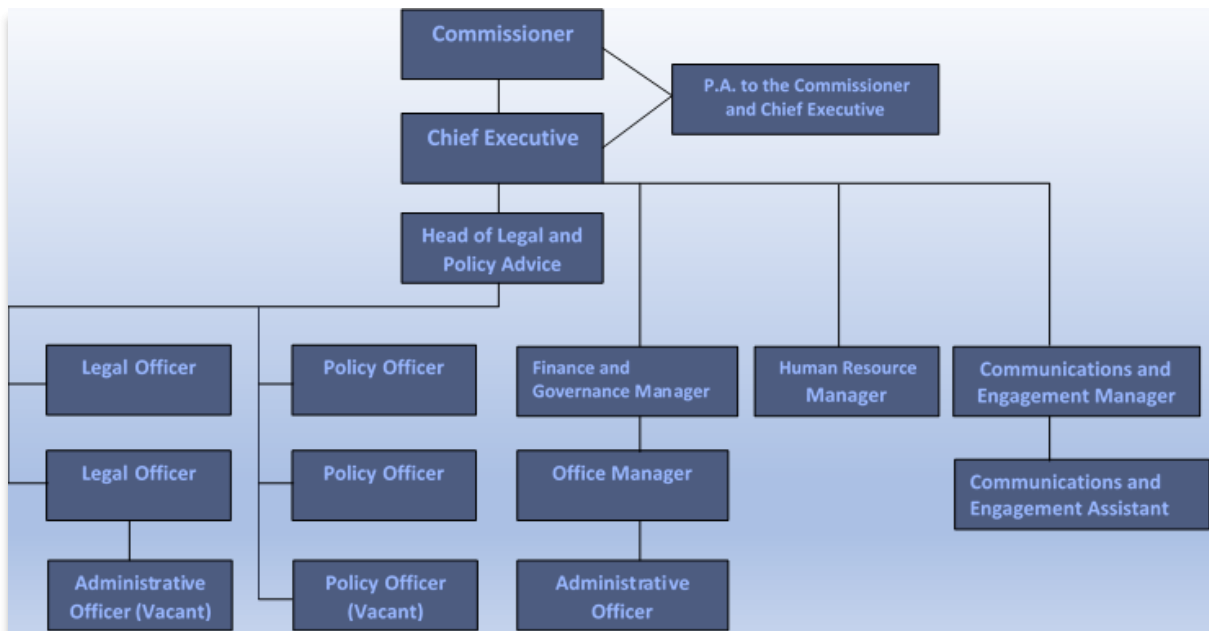 Commissioner
P.A. to the Commissioner
and Chief Executive
Chief Executive
Head of Legal and
Policy Advice
Legal Officer
Policy Officer
Finance and
Governance Manager
Human Resource
Manager
Communications and
Engagement Manager
Legal Officer
Policy Officer
Office Manager
Communications and
Engagement Assistant
Administrative
Officer (Vacant)
Policy Officer
(Vacant)
Administrative
Officer